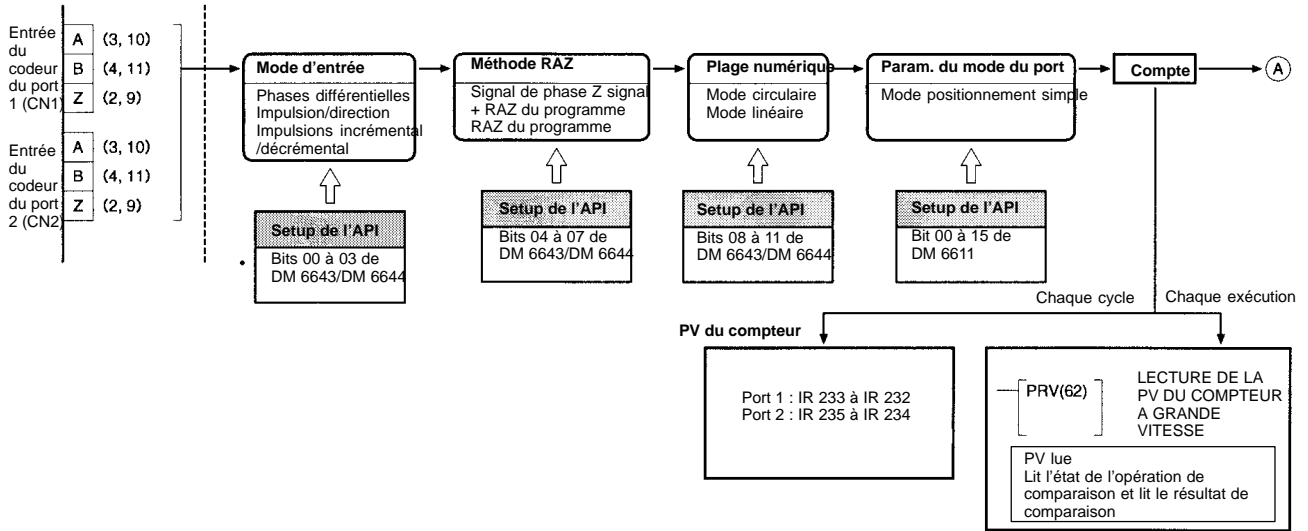 Entrée
du
codeur
du port
1 (CN1)
A (3, 10)
B (4, 11)
Z (2, 9)
Entrée
du
codeur
du port
2 (CN2)
A (3, 10)
B (4, 11)
Z (2, 9)
Mode d'entrée
Phases différentielles
Impulsion/direction
Impulsions incrémental
/décrémental
Setup de l'API
Bits 00 à 03 de
DM 6643/DM 6644
Méthode RAZ
Signal de phase Z signal
+ RAZ du programme
RAZ du programme
Setup de l'API
Bits 04 à 07 de
DM 6643/DM 6644
Plage numérique
Mode circulaire
Mode linéaire
Setup de l'API
Bits 08 à 11 de
DM 6643/DM 6644
Param. du mode du port
Mode positionnement simple
Setup de l'API
Bit 00 à 15 de
DM 6611
Compte
A
Chaque cycle
Chaque exécution
PV du compteur
Port 1 : IR 233 à IR 232
Port 2 : IR 235 à IR 234
PRV(62)
LECTURE DE LA
PV DU COMPTEUR
A GRANDE
VITESSE
PV lue
Lit l'état de l'opération de
comparaison et lit le résultat de
comparaison